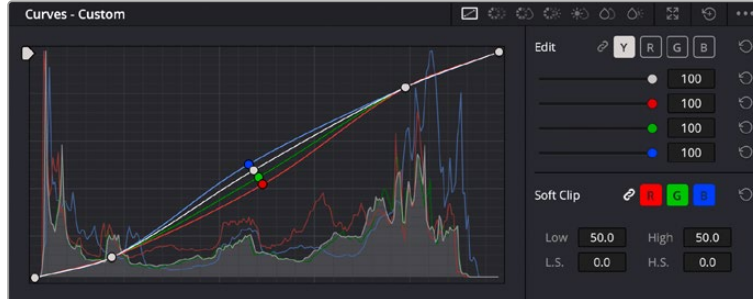 Curves - Custom
Edit Y R G B
100
100
100
100
Soft Clip R G B
Low 50.0 High 50.0
L.S. 0.0 H.S. 0.0